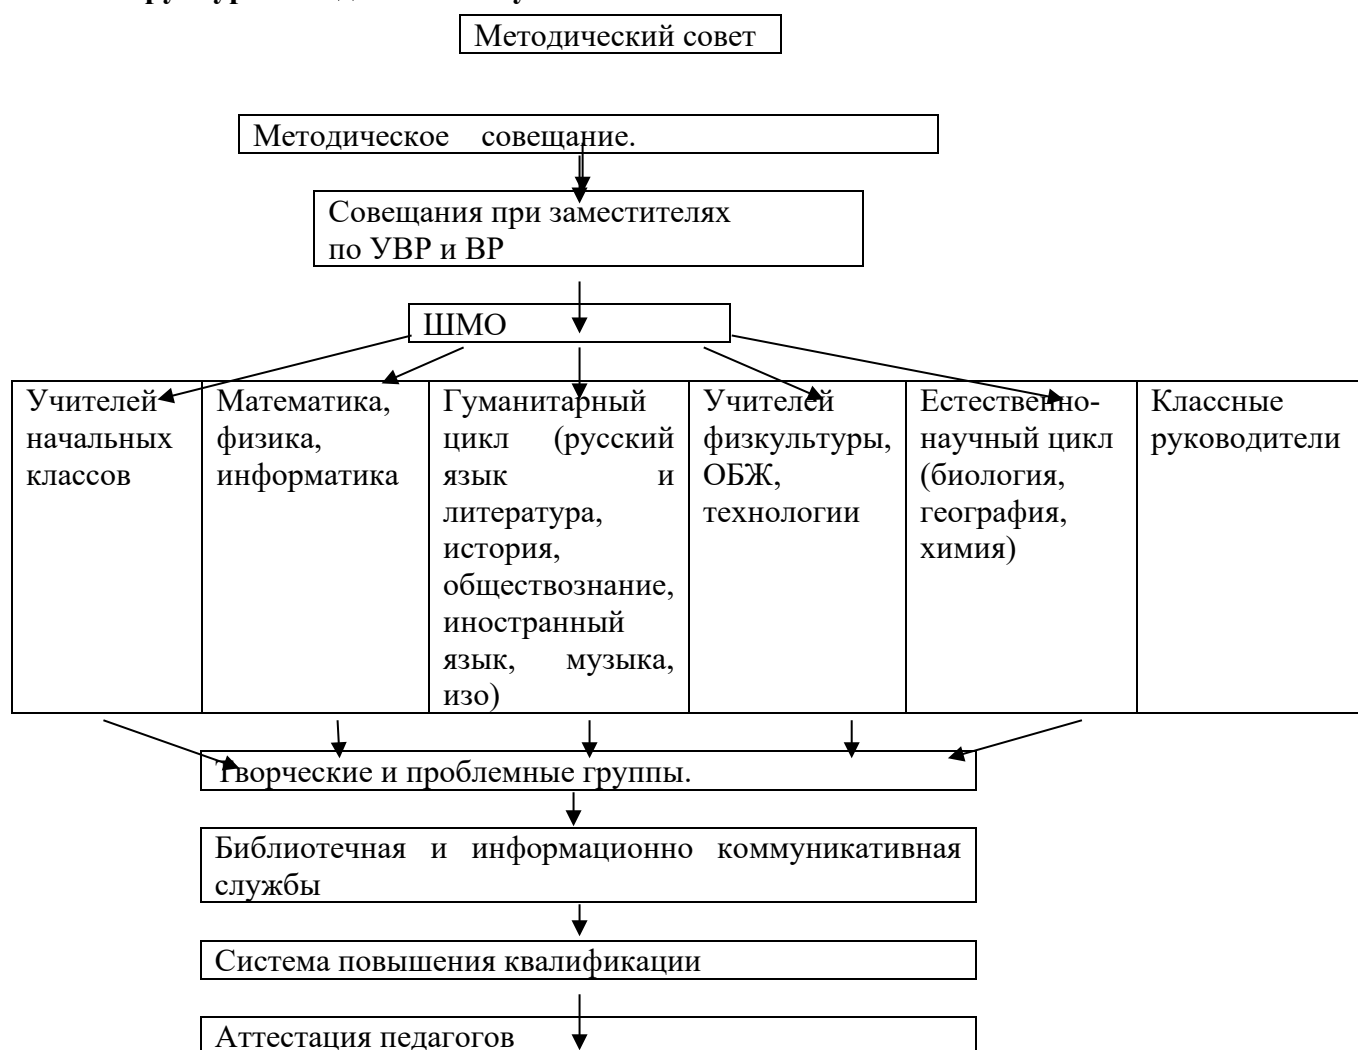 Методический совет
Методическое совещание.
Совещания при заместителях
по УВР и ВР
ШМО
Учителей
начальных
классов
Математика,
физика,
информатика
Гуманитарный
цикл (русский
язык и
литература,
история,
обществознание,
иностранный
язык, музыка,
изо)
Учителей
физкультуры,
ОБЖ,
технологии
Естественно-
научный цикл
(биология,
география,
химия)
Классные
руководители
Творческие и проблемные группы.
Библиотечная и информационно коммуникативная
службы
Система повышения квалификации
Аттестация педагогов